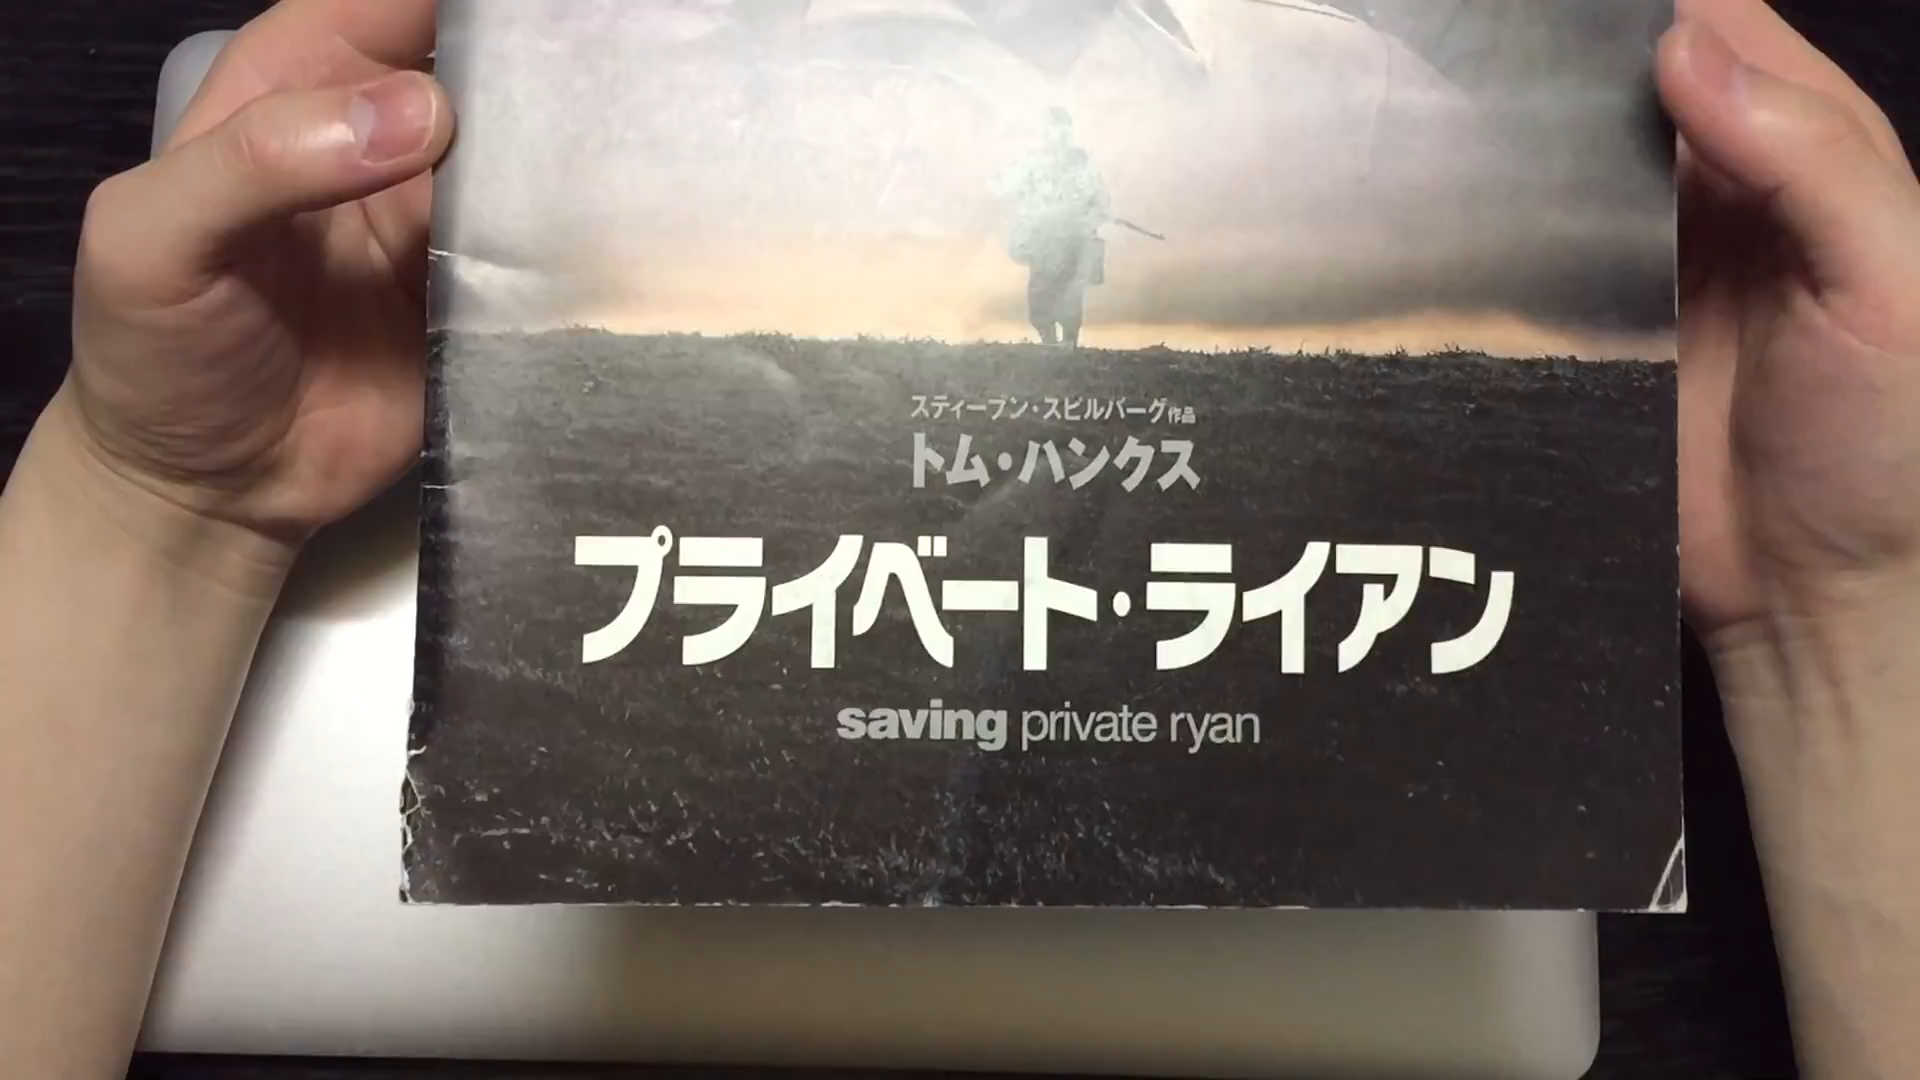 スティーブン・スピルバーグ作品
トム・ハンクス
プライベート・ライアン
saving private ryan